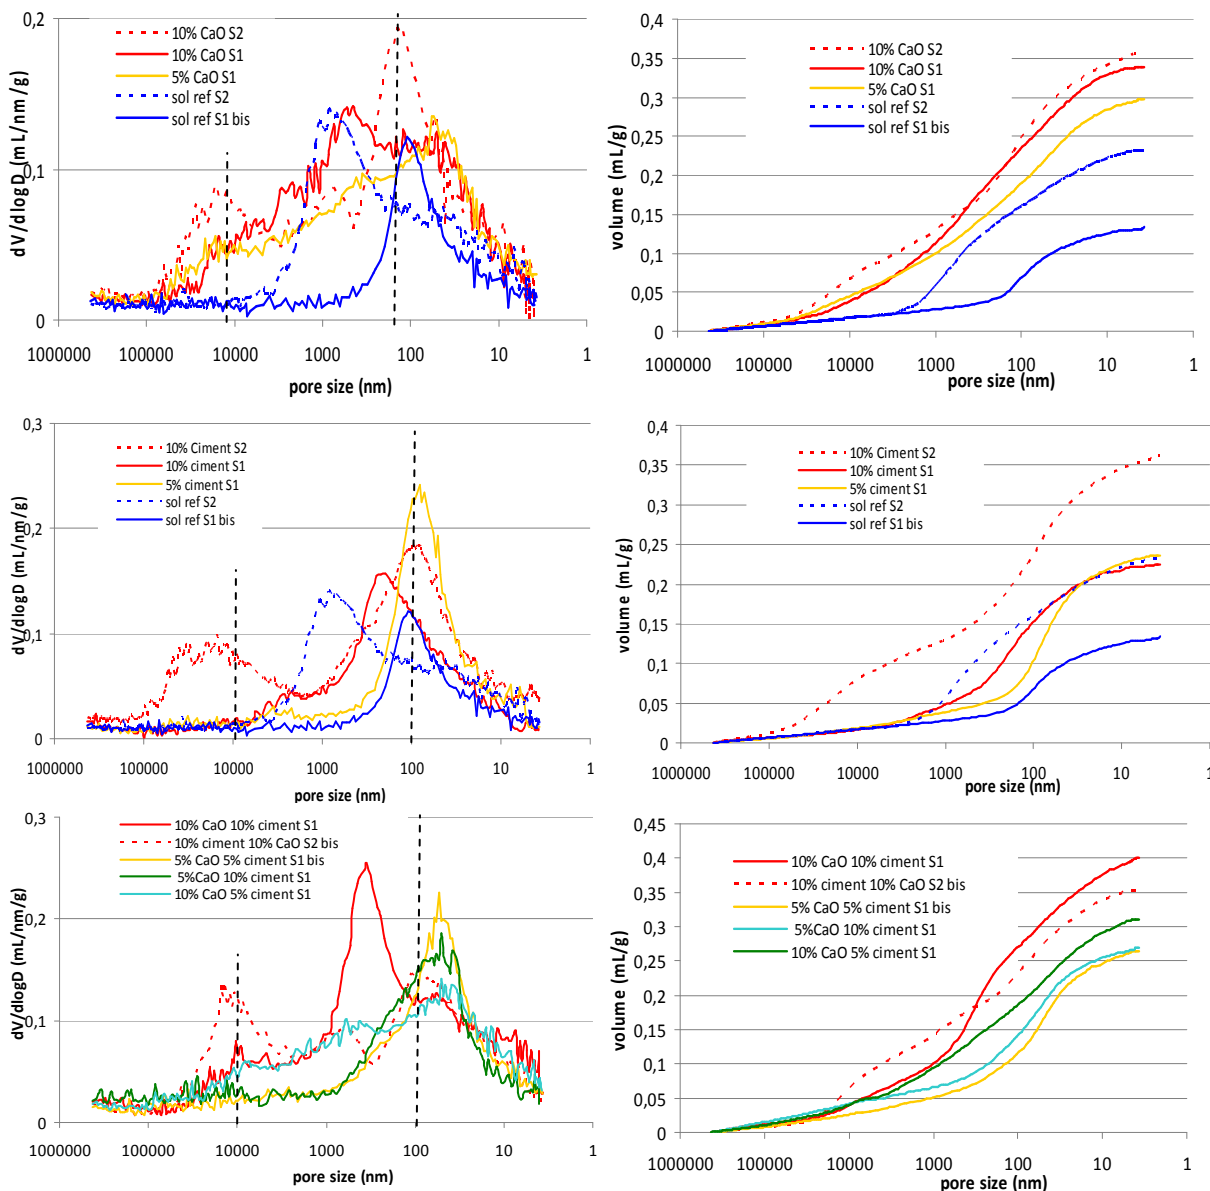 0,2
0,1
0
dV/dlogD (mL/nm/g)
10% CaO S2
10% CaO S1
5% CaO S1
sol ref S2
sol ref S1 bis
1000000 100000 10000 1000 100 10 1
pore size (nm)
0,4
0,35
0,3
0,25
0,2
0,15
0,1
0,05
0
volume (mL/g)
10% CaO S2
10% CaO S1
5% CaO S1
sol ref S2
sol ref S1 bis
1000000 100000 10000 1000 100 10 1
pore size (nm)
0,3
0,2
0,1
0
dV/dlogD (mL/nm/g)
10% Ciment S2
10% ciment S1
5% ciment S1
sol ref S2
sol ref S1 bis
1000000 100000 10000 1000 100 10 1
pore size (nm)
0,4
0,35
0,3
0,25
0,2
0,15
0,1
0,05
0
volume (mL/g)
10% Ciment S2
10% ciment S1
5% ciment S1
sol ref S2
sol ref S1 bis
1000000 100000 10000 1000 100 10 1
pore size (nm)
0,3
0,2
0,1
0
dV/dlogD (mL/nm/g)
10% CaO 10% ciment S1
10% ciment 10% CaO S2 bis
5% CaO 5% ciment S1 bis
5%CaO 10% ciment S1
10% CaO 5% ciment S1
1000000 100000 10000 1000 100 10 1
pore size (nm)
0,45
0,4
0,35
0,3
0,25
0,2
0,15
0,1
0,05
0
volume (mL/g)
10% CaO 10% ciment S1
10% ciment 10% CaO S2 bis
5% CaO 5% ciment S1 bis
5%CaO 10% ciment S1
10% CaO 5% ciment S1
1000000 100000 10000 1000 100 10 1
pore size (nm)